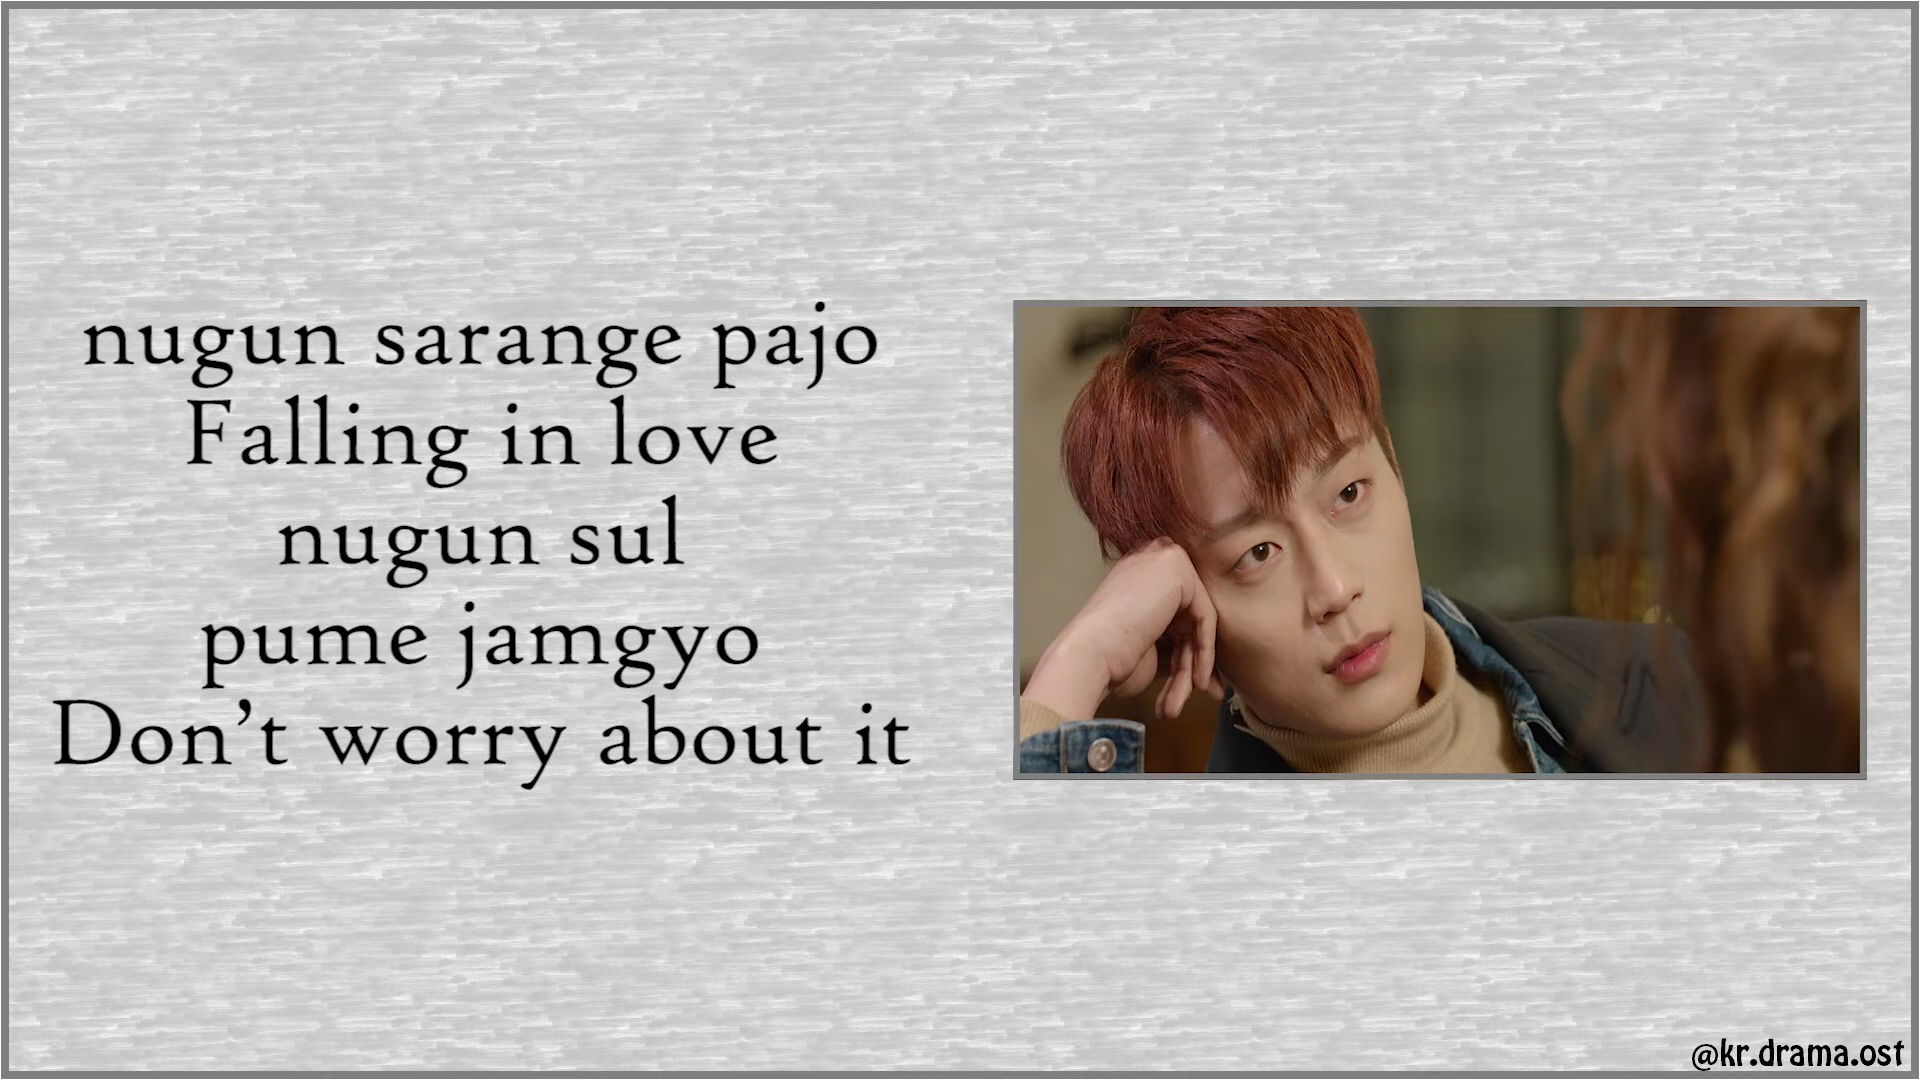 nugun sarange pajo
Falling in love
nugun sul
pume jamgyo
Don’t worry about it
@kr.drama.ost